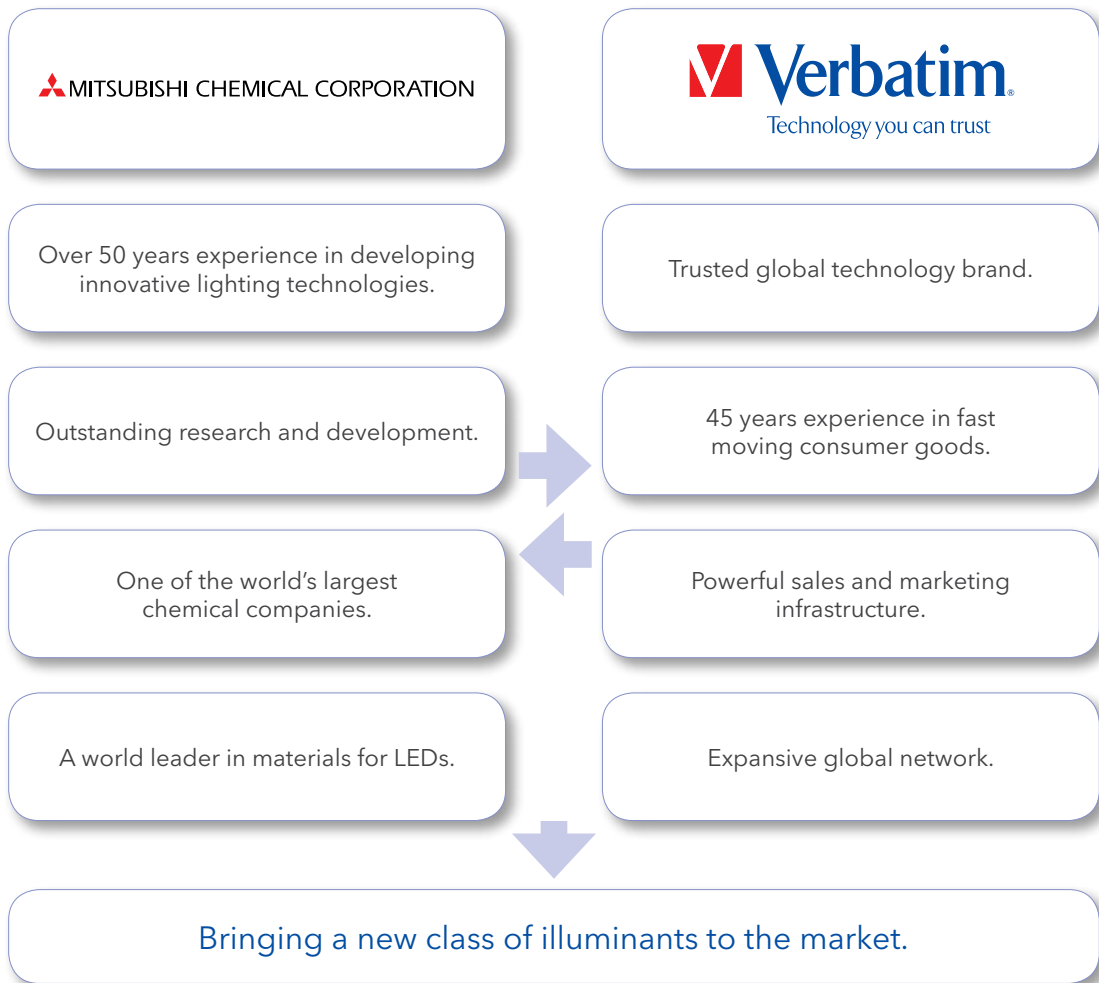 MITSUBISHI CHEMICAL CORPORATION
Verbatim®
Technology you can trust
Over 50 years experience in developing
innovative lighting technologies.
Trusted global technology brand.
Outstanding research and development.
45 years experience in fast
moving consumer goods.
One of the world’s largest
chemical companies.
Powerful sales and marketing
infrastructure.
A world leader in materials for LEDs.
Expansive global network.
Bringing a new class of illuminants to the market.